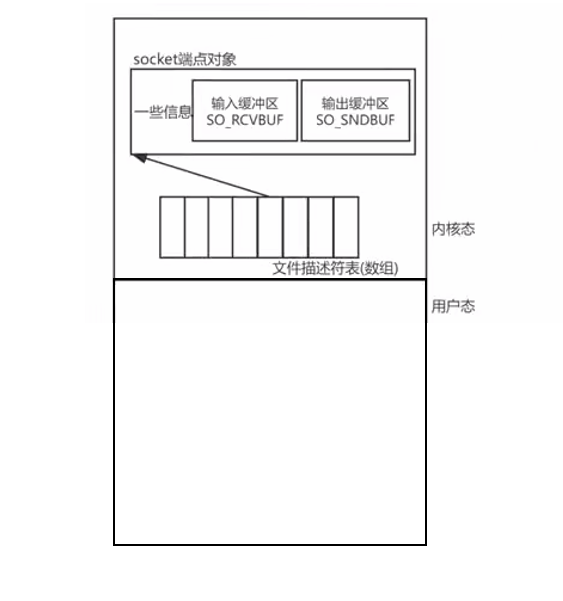 socket端点对象
一些信息
输入缓冲区
SO_RCVBUF
输出缓冲区
SO_SNDBUF
内核态
文件描述符表(数组)
用户态